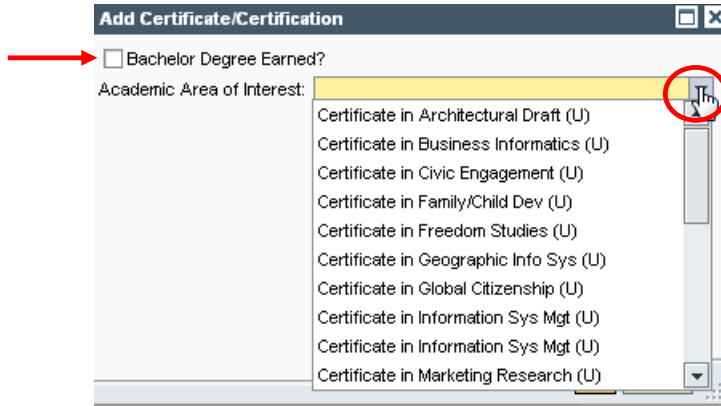 Add Certificate/Certification
Bachelor Degree Earned?
Academic Area of Interest:
Certificate in Architectural Draft (U)
Certificate in Business Informatics (U)
Certificate in Civic Engagement (U)
Certificate in Family/Child Dev (U)
Certificate in Freedom Studies (U)
Certificate in Geographic Info Sys (U)
Certificate in Global Citizenship (U)
Certificate in Information Sys Mgt (U)
Certificate in Information Sys Mgt (U)
Certificate in Marketing Research (U)